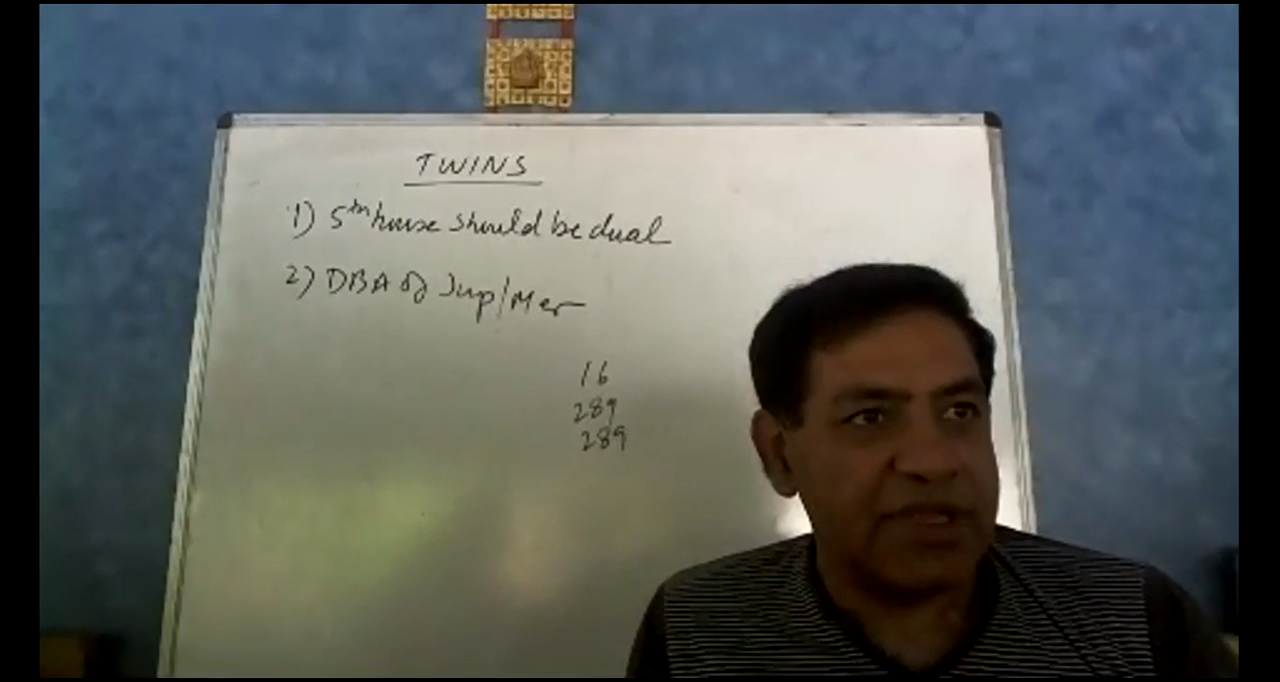 TWINS
1) 5th house should be dual
2) DBA of Jup/Mer
16
289
289